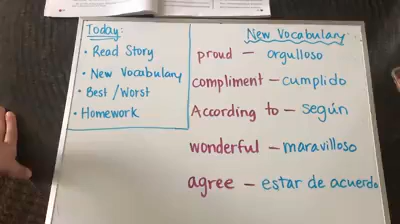 Today:
• Read Story
• New Vocabulary
• Best/Worst
• Homework
New Vocabulary:
proud – orgulloso
compliment – cumplido
According to – según
wonderful – maravilloso
agree – estar de acuerdo